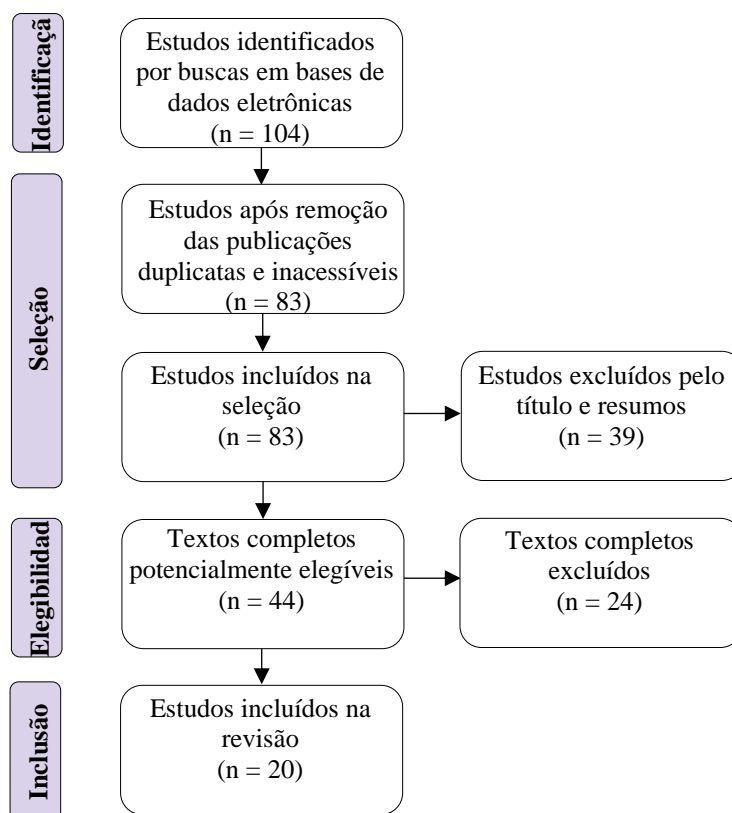 Identificaçã
Estudos identificados
por buscas em bases de
dados eletrônicas
(n = 104)
Seleção
Estudos após remoção
das publicações
duplicatas e inacessíveis
(n = 83)
Estudos incluídos na
seleção
(n = 83)
Estudos excluídos pelo
título e resumos
(n = 39)
Elegibilidad
Textos completos
potencialmente elegíveis
(n = 44)
Textos completos
excluídos
(n = 24)
Inclusão
Estudos incluídos na
revisão
(n = 20)